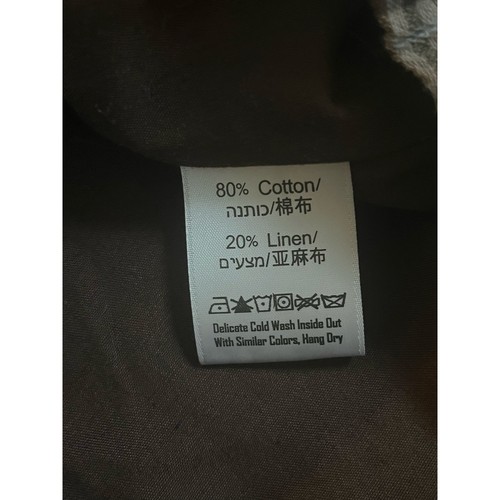 80% Cotton/
כותנה/棉布
20% Linen/
מצעים/亚麻布
Delicate Cold Wash Inside Out
With Similar Colors, Hang Dry